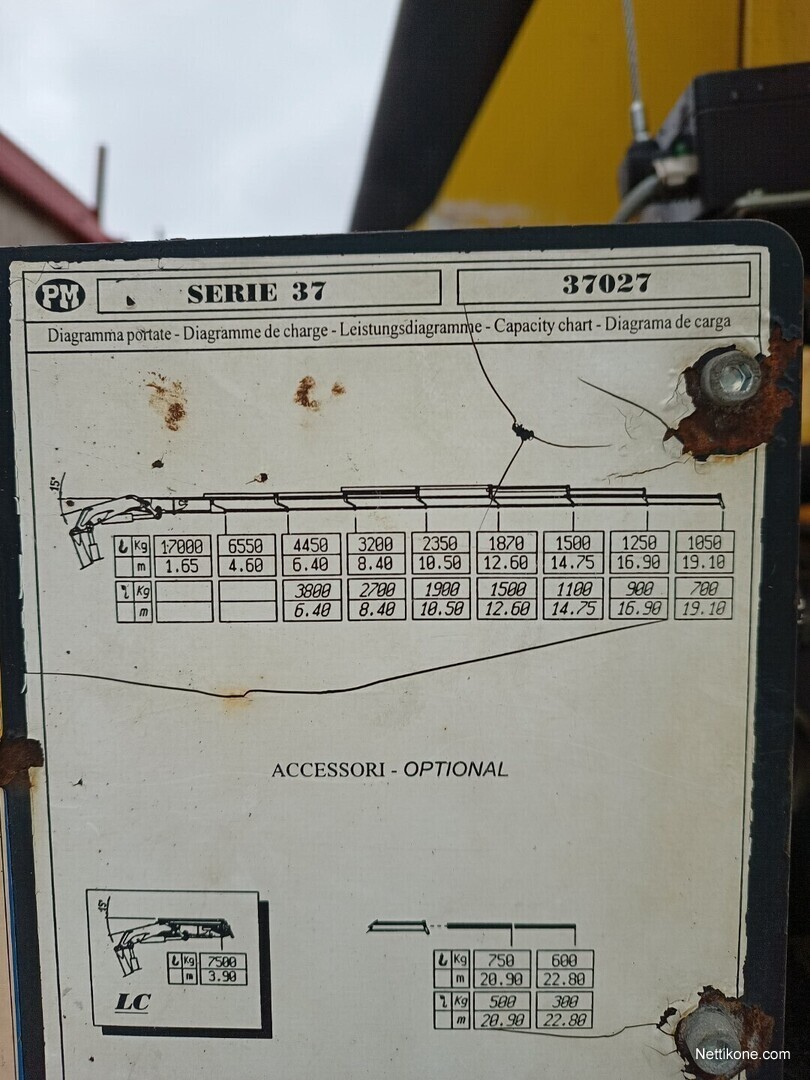 PM SERIE 37 37027
Diagramma portate - Diagramme de charge - Leistungsdiagramme - Capacity chart - Diagrama de carga
15°
Kg 17000 6550 4450 3200 2350 1870 1500 1250 1050
m 1.65 4.60 6.40 8.40 10.50 12.60 14.75 16.90 19.10
Kg 3800 2700 1900 1500 1100 900 700
m 6.40 8.40 10.50 12.60 14.75 16.90 19.10
ACCESSORI - OPTIONAL
15°
Kg 7500
m 3.90
LC
Kg 750 600
m 20.90 22.80
Kg 500 300
m 20.90 22.80
Nettikone.com